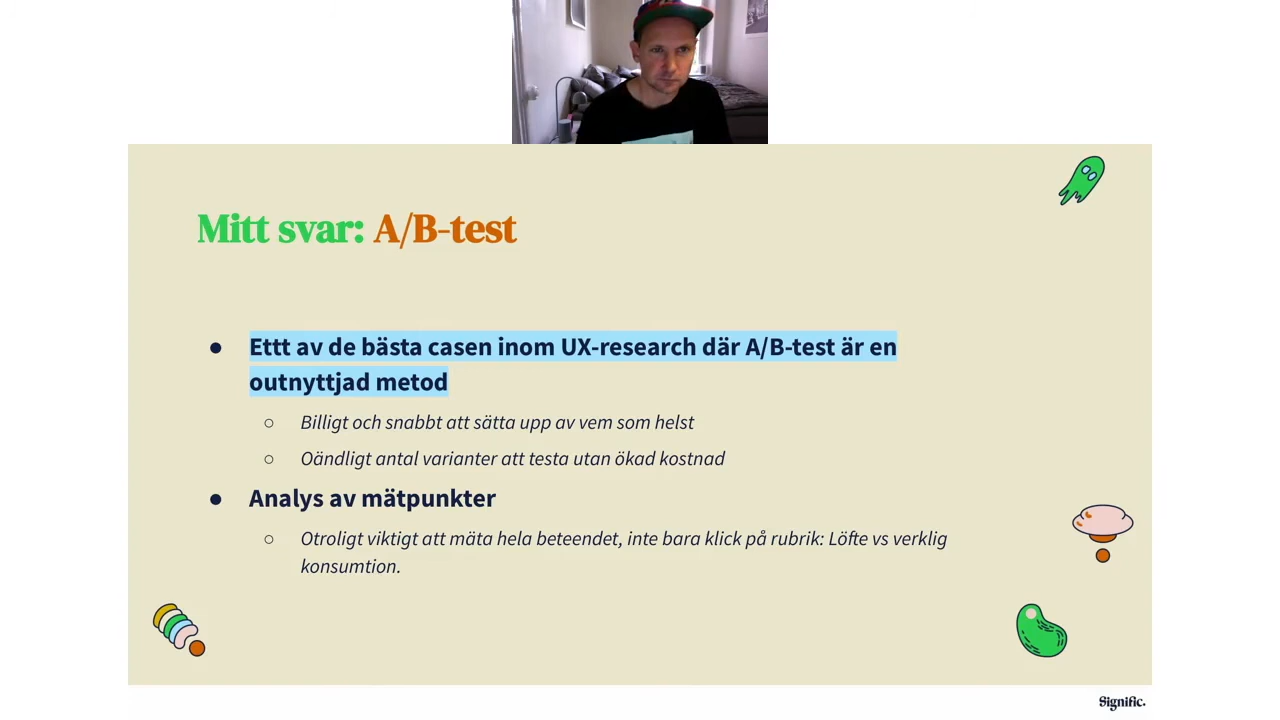 Mitt svar: A/B-test
● Ettt av de bästa casen inom UX-research där A/B-test är en
outnyttjad metod
○ Billigt och snabbt att sätta upp av vem som helst
○ Oändligt antal varianter att testa utan ökad kostnad
● Analys av mätpunkter
○ Otroligt viktigt att mäta hela beteendet, inte bara klick på rubrik: Löfte vs verklig
konsumtion.
Signific.